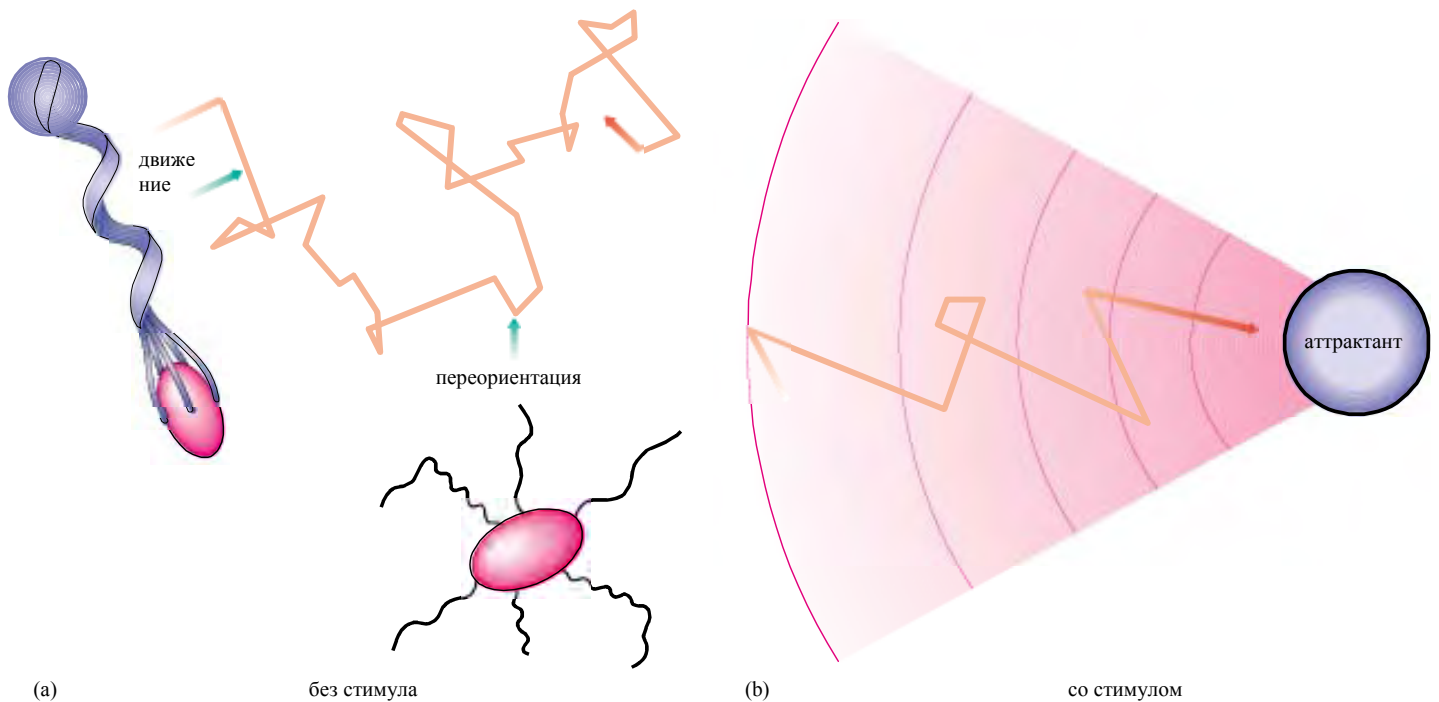 движе
ние
переориентация
аттрактант
(a) без стимула
(b) со стимулом